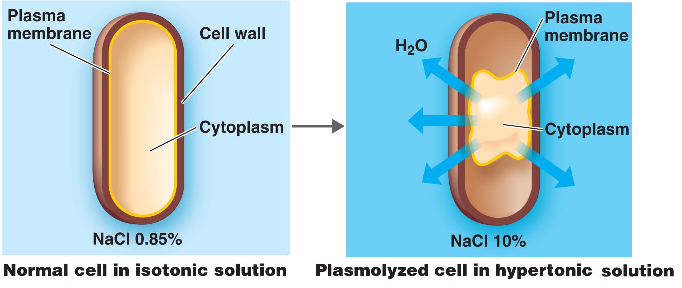 Plasma
membrane
Cell wall
Cytoplasm
NaCl 0.85%
Normal cell in isotonic solution
Plasma
membrane
H₂O
Cytoplasm
NaCl 10%
Plasmolyzed cell in hypertonic solution